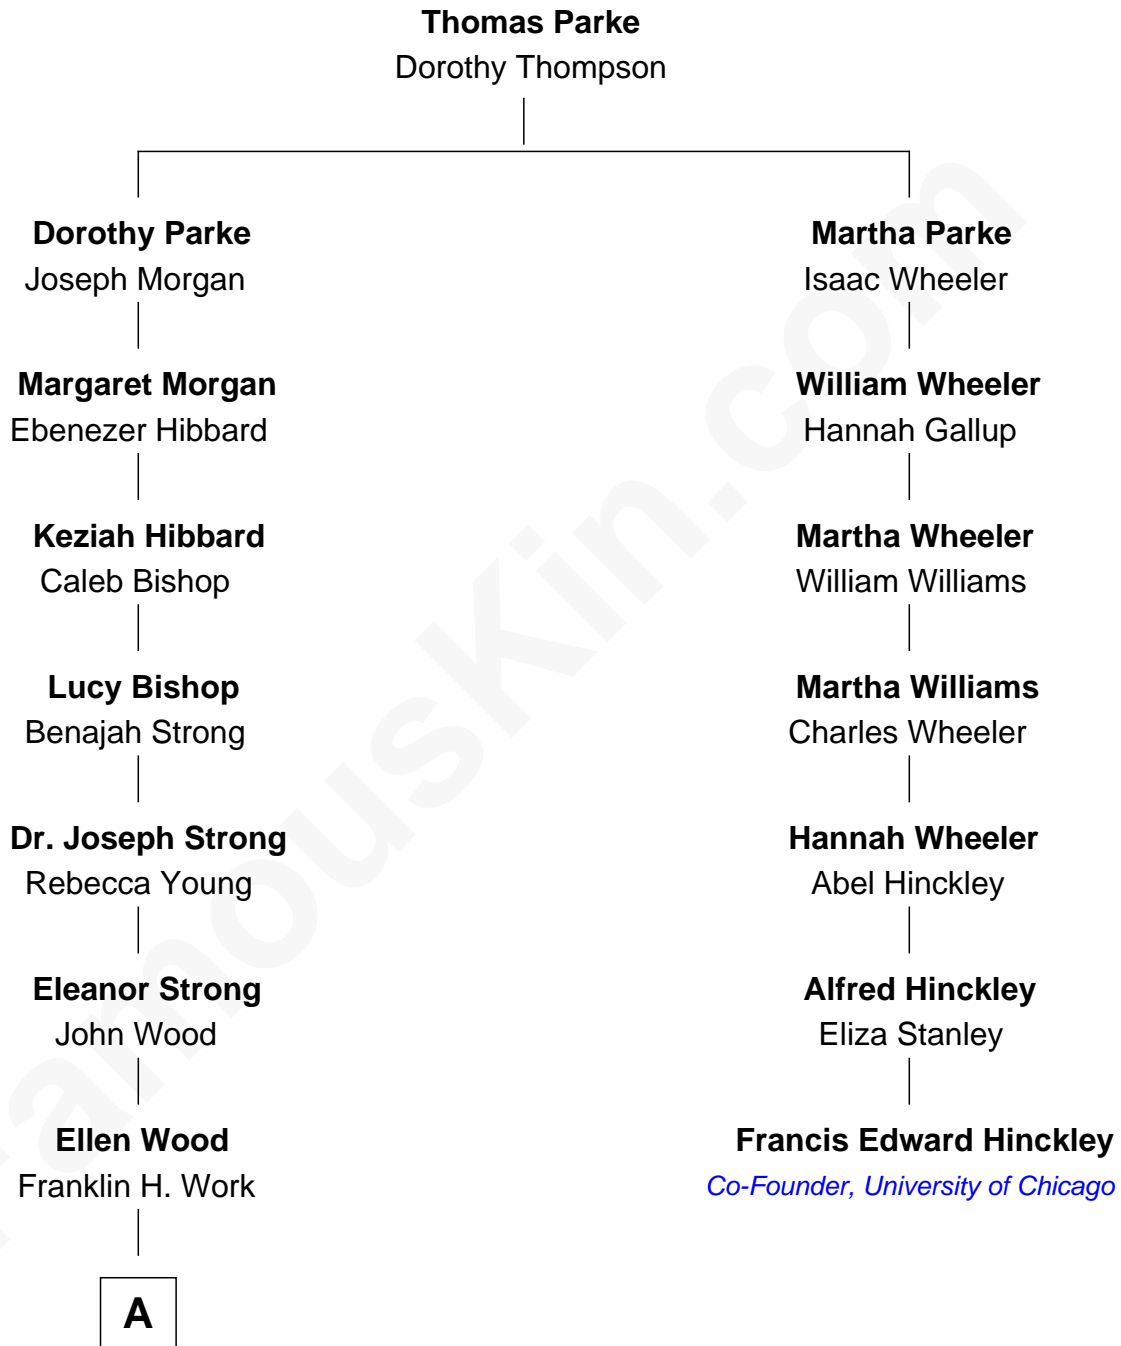 Thomas Parke
Dorothy Thompson
Dorothy Parke
Joseph Morgan
Margaret Morgan
Ebenezer Hibbard
Keziah Hibbard
Caleb Bishop
Lucy Bishop
Benajah Strong
Dr. Joseph Strong
Rebecca Young
Eleanor Strong
John Wood
Ellen Wood
Franklin H. Work
A
Martha Parke
Isaac Wheeler
William Wheeler
Hannah Gallup
Martha Wheeler
William Williams
Martha Williams
Charles Wheeler
Hannah Wheeler
Abel Hinckley
Alfred Hinckley
Eliza Stanley
Francis Edward Hinckley
Co-Founder, University of Chicago
FamousKin.com